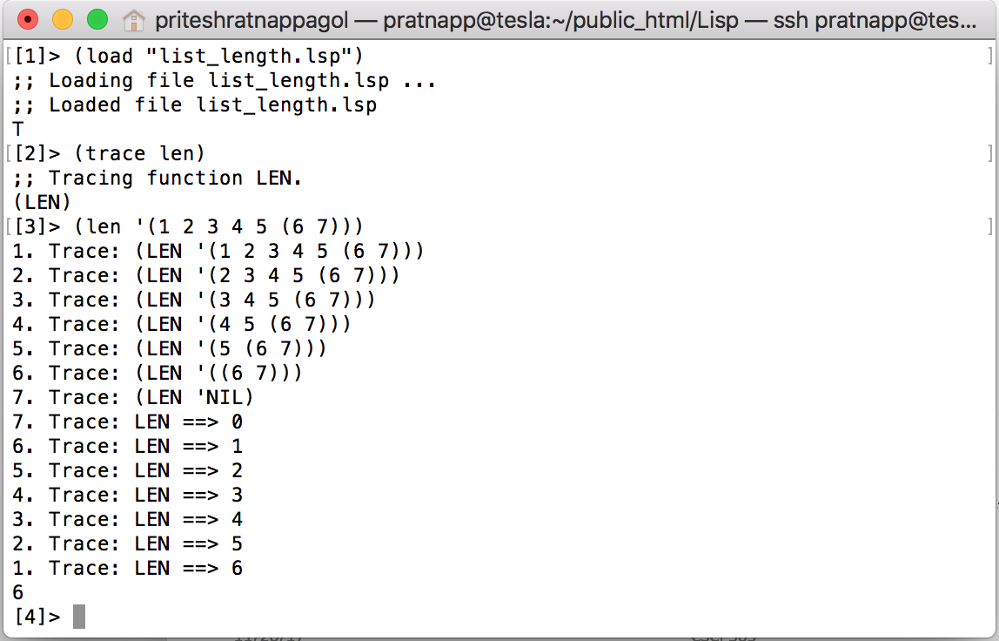 priteshratnappagol — pratnapp@tesla:~/public_html/Lisp — ssh pratnapp@tes...
[[1]> (load "list_length.lsp") ]
;; Loading file list_length.lsp ...
;; Loaded file list_length.lsp
T
[[2]> (trace len) ]
;; Tracing function LEN.
(LEN)
[[3]> (len '(1 2 3 4 5 (6 7))) ]
1. Trace: (LEN '(1 2 3 4 5 (6 7)))
2. Trace: (LEN '(2 3 4 5 (6 7)))
3. Trace: (LEN '(3 4 5 (6 7)))
4. Trace: (LEN '(4 5 (6 7)))
5. Trace: (LEN '(5 (6 7)))
6. Trace: (LEN '((6 7)))
7. Trace: (LEN 'NIL)
7. Trace: LEN ==> 0
6. Trace: LEN ==> 1
5. Trace: LEN ==> 2
4. Trace: LEN ==> 3
3. Trace: LEN ==> 4
2. Trace: LEN ==> 5
1. Trace: LEN ==> 6
6
[4]>